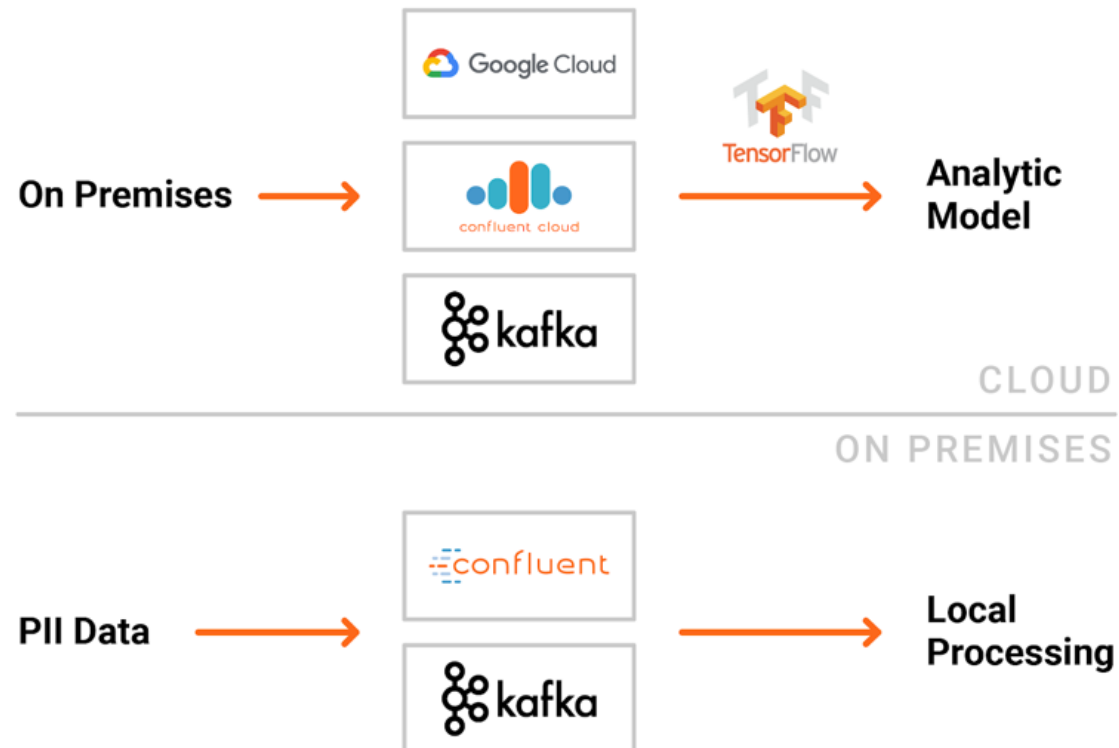 Google Cloud
TF
TensorFlow
On Premises
confluent cloud
Analytic
Model
kafka
CLOUD
ON PREMISES
confluent
PII Data
Local
Processing
kafka